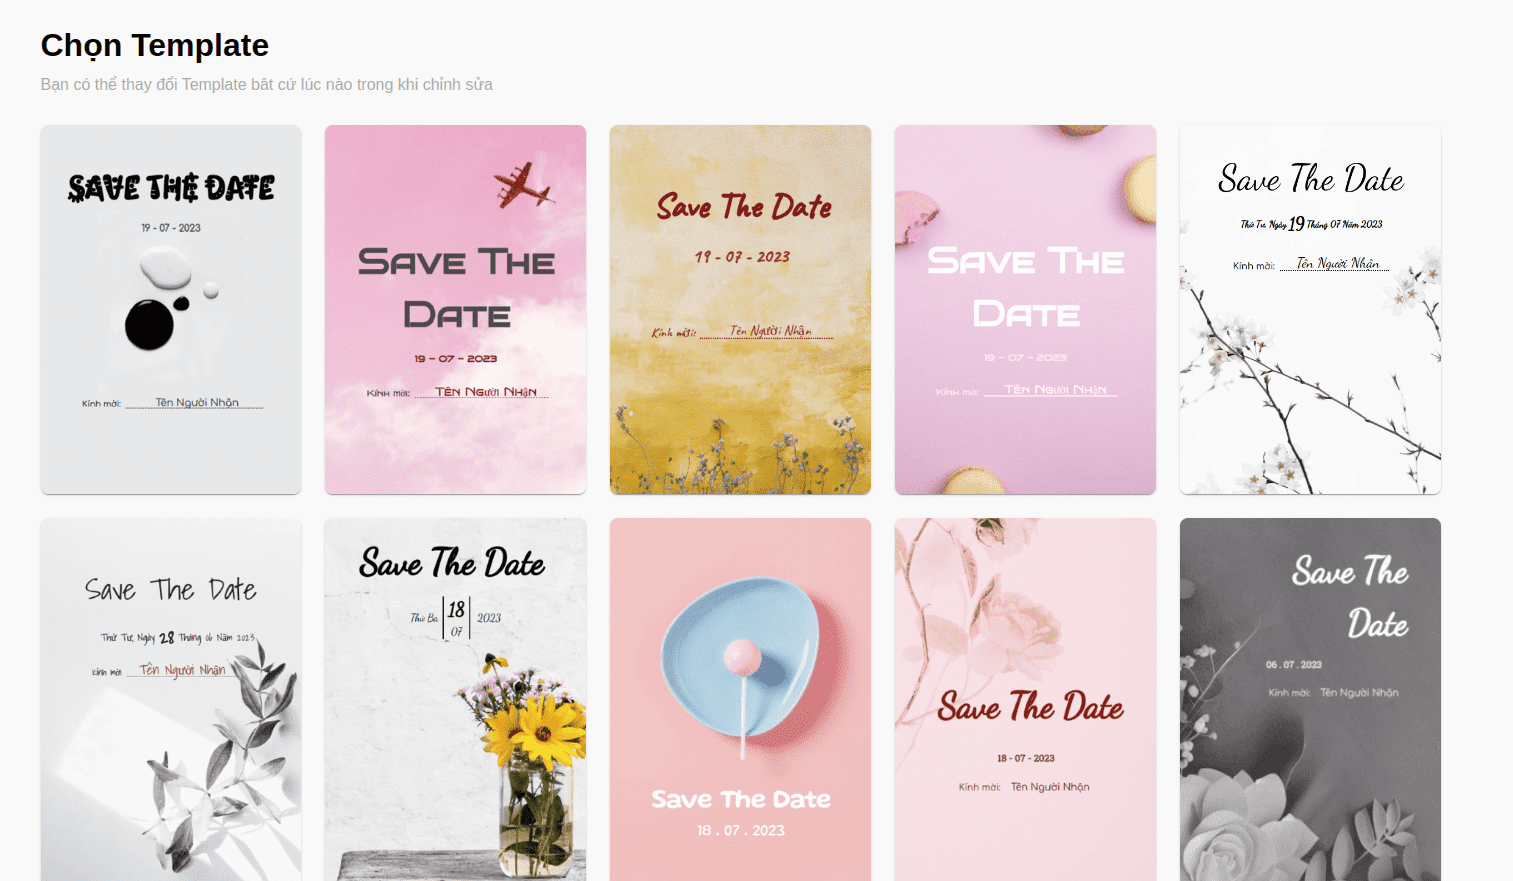 Chọn Template
Bạn có thể thay đổi Template bât cứ lúc nào trong khi chỉnh sửa
SAVE THE DATE
19 - 07 - 2023
Kính mời: Tên Người Nhận
Save The
Date
19 - 07 - 2023
Kính mời: Tên Người Nhận
Save The Date
19 - 07 - 2023
Kính mời: Tên Người Nhận
Save The
Date
19 - 07 - 2023
Kính mời: Tên Người Nhận
Save The Date
Thứ Tư, Ngày 19 Tháng 07 Năm 2023
Kính mời: Tên Người Nhận
Save The Date
Thứ Tư, Ngày 28 Tháng 06 Năm 2023
Kính mời: Tên Người Nhận
Save The Date
Thứ Ba 18 2023
07
Save The Date
18 . 07 . 2023
Save The Date
18 - 07 - 2023
Kính mời: Tên Người Nhận
Save The
Date
06 . 07 . 2023
Kính mời: Tên Người Nhận